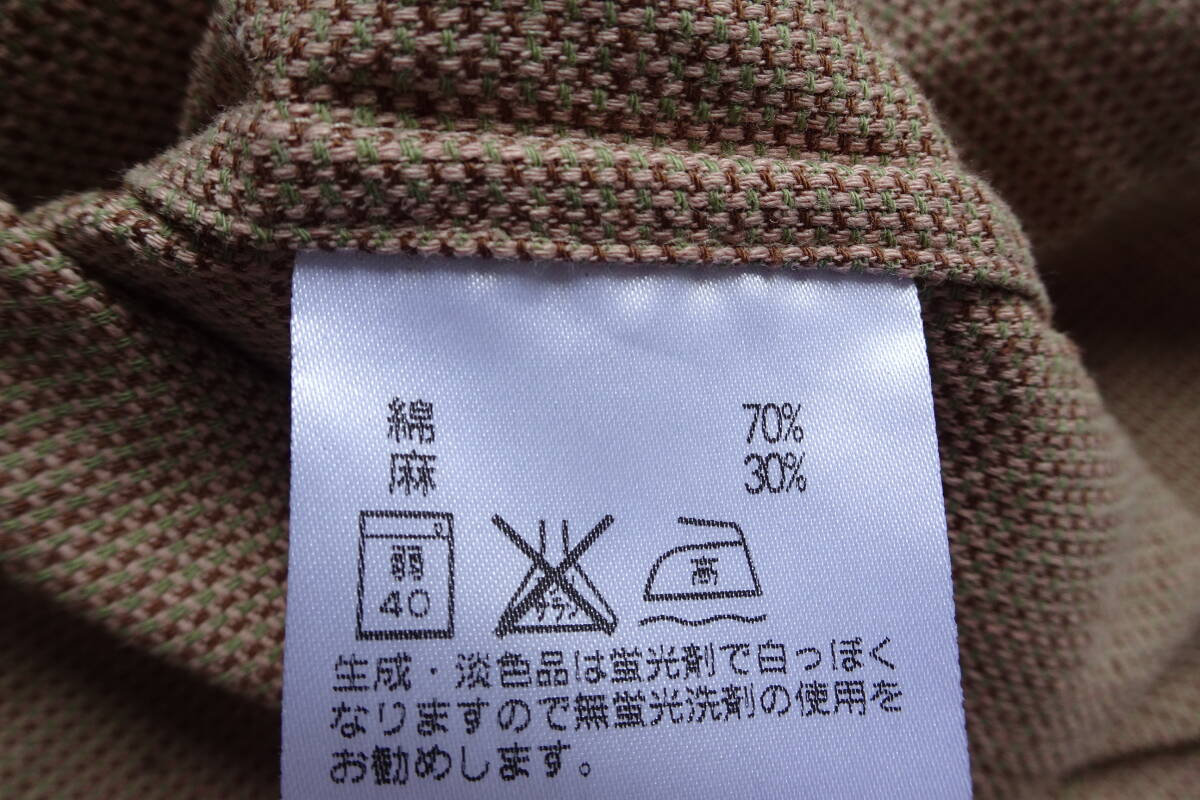 綿 70%
麻 30%
弱
40
サラシ
高
生成・淡色品は蛍光剤で白っぽく
なりますので無蛍光洗剤の使用を
お勧めします。